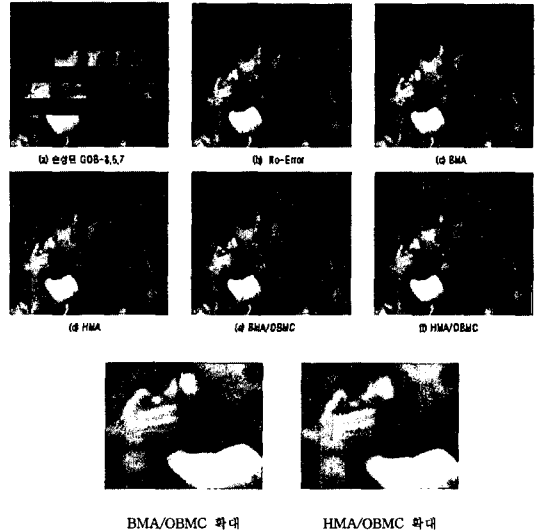 (a) 손상된 GOB-3,5,7
(b) No-Error
(c) BMA
(d) HMA
(e) BMA/OBMC
(f) HMA/OBMC
BMA/OBMC 확대
HMA/OBMC 확대